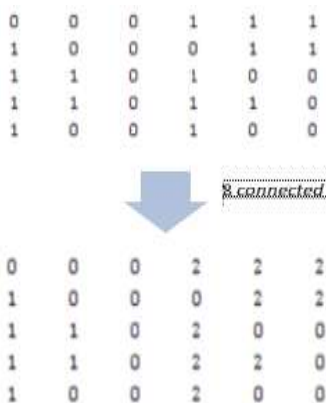 0 0 0 1 1 1
1 0 0 0 1 1
1 1 0 1 0 0
1 1 0 1 1 0
1 0 0 1 0 0
8 connected
0 0 0 2 2 2
1 0 0 0 2 2
1 1 0 2 0 0
1 1 0 2 2 0
1 0 0 2 0 0